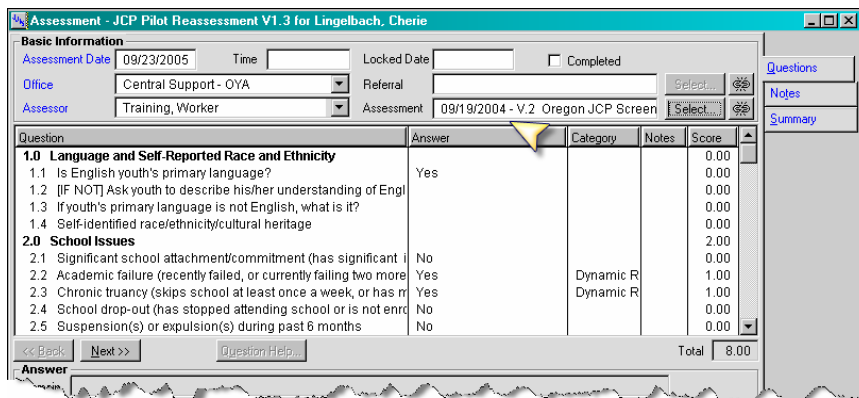 Assessment - JCP Pilot Reassessment V1.3 for Lingelbach, Cherie
Basic Information
Assessment Date 09/23/2005 Time Locked Date Completed
Office Central Support - OYA Referral Select...
Assessor Training, Worker Assessment 09/19/2004 - V.2 Oregon JCP Screen Select...
Questions
Notes
Summary
Question Answer Category Notes Score
1.0 Language and Self-Reported Race and Ethnicity 0.00
1.1 Is English youth's primary language? Yes 0.00
1.2 [IF NOT] Ask youth to describe his/her understanding of Engl 0.00
1.3 If youth's primary language is not English, what is it? 0.00
1.4 Self-identified race/ethnicity/cultural heritage 0.00
2.0 School Issues 2.00
2.1 Significant school attachment/commitment (has significant i No 0.00
2.2 Academic failure (recently failed, or currently failing two more Yes Dynamic R 1.00
2.3 Chronic truancy (skips school at least once a week, or has m Yes Dynamic R 1.00
2.4 School drop-out (has stopped attending school or is not enro No 0.00
2.5 Suspension(s) or expulsion(s) during past 6 months No 0.00
<< Back Next >> Question Help... Total 8.00
Answer